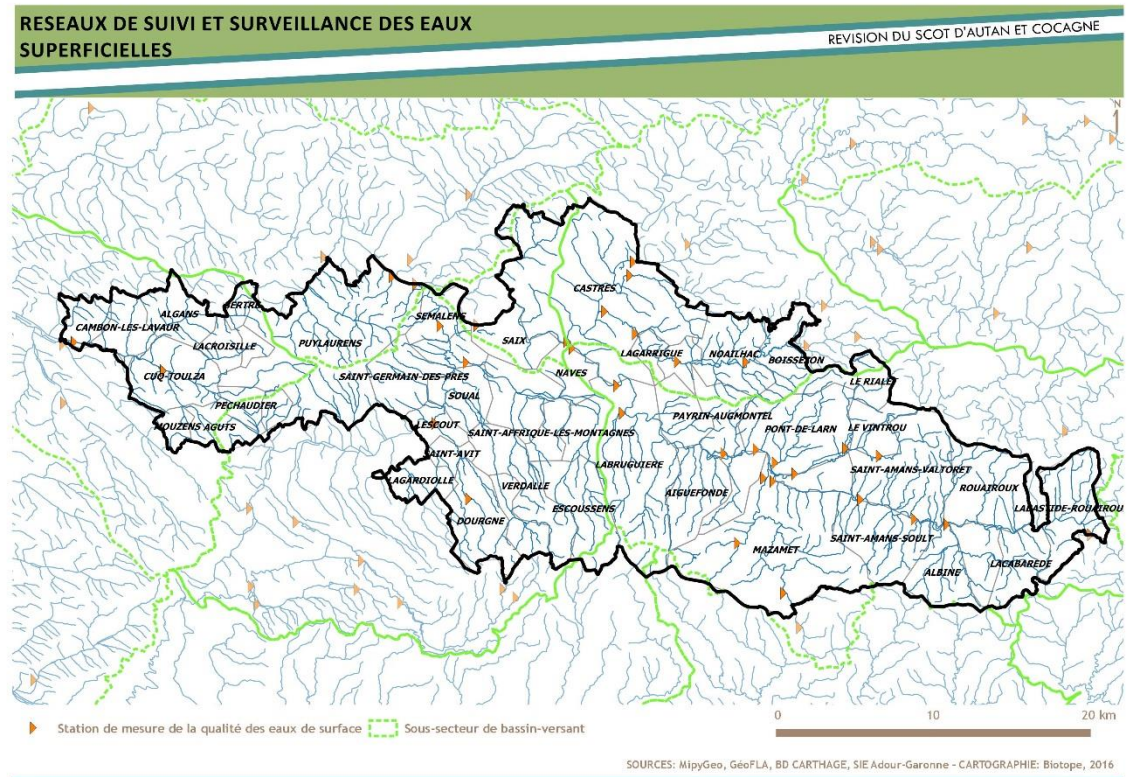 RESEAUX DE SUIVI ET SURVEILLANCE DES EAUX
SUPERFICIELLES
REVISION DU SCOT D'AUTAN ET COCAGNE
N
CASTRES
ALGANS
CAMBON-LES-LAVAUR
LACROISILLE
PUYLAURENS
SEMALENS
SAIX
LAGARRIGUE
NOAILHAC
BOISSEZON
CUQ-TOULZA
SAINT-GERMAIN-DES-PRES
NAVES
LE RIALET
SOUAL
PECHAUDIER
MOUZENS AGUTS
LESCOUT
SAINT-AFFRIQUE-LES-MONTAGNES
PAYRIN-AUGMONTEL
PONT-DE-LARN
LE VINTROU
SAINT-AVIT
LABRUGUIERE
SAINT-AMANS-VALTORET
LAGARDIOLLE
VERDALLE
AIGUEFONDE
ROUAIROUX
ESCOUSSENS
LABASTIDE-ROUAIROU
DOURGNE
SAINT-AMANS-SOULT
MAZAMET
ALBINE
LACABAREDE
Station de mesure de la qualité des eaux de surface
Sous-secteur de bassin-versant
0 10 20 km
SOURCES: MipyGeo, GéoFLA, BD CARTHAGE, SIE Adour-Garonne - CARTOGRAPHIE: Biotope, 2016